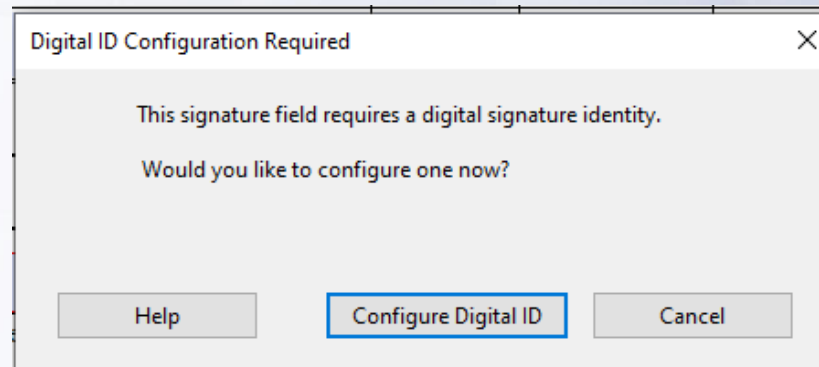 Digital ID Configuration Required
This signature field requires a digital signature identity.
Would you like to configure one now?
Help
Configure Digital ID
Cancel